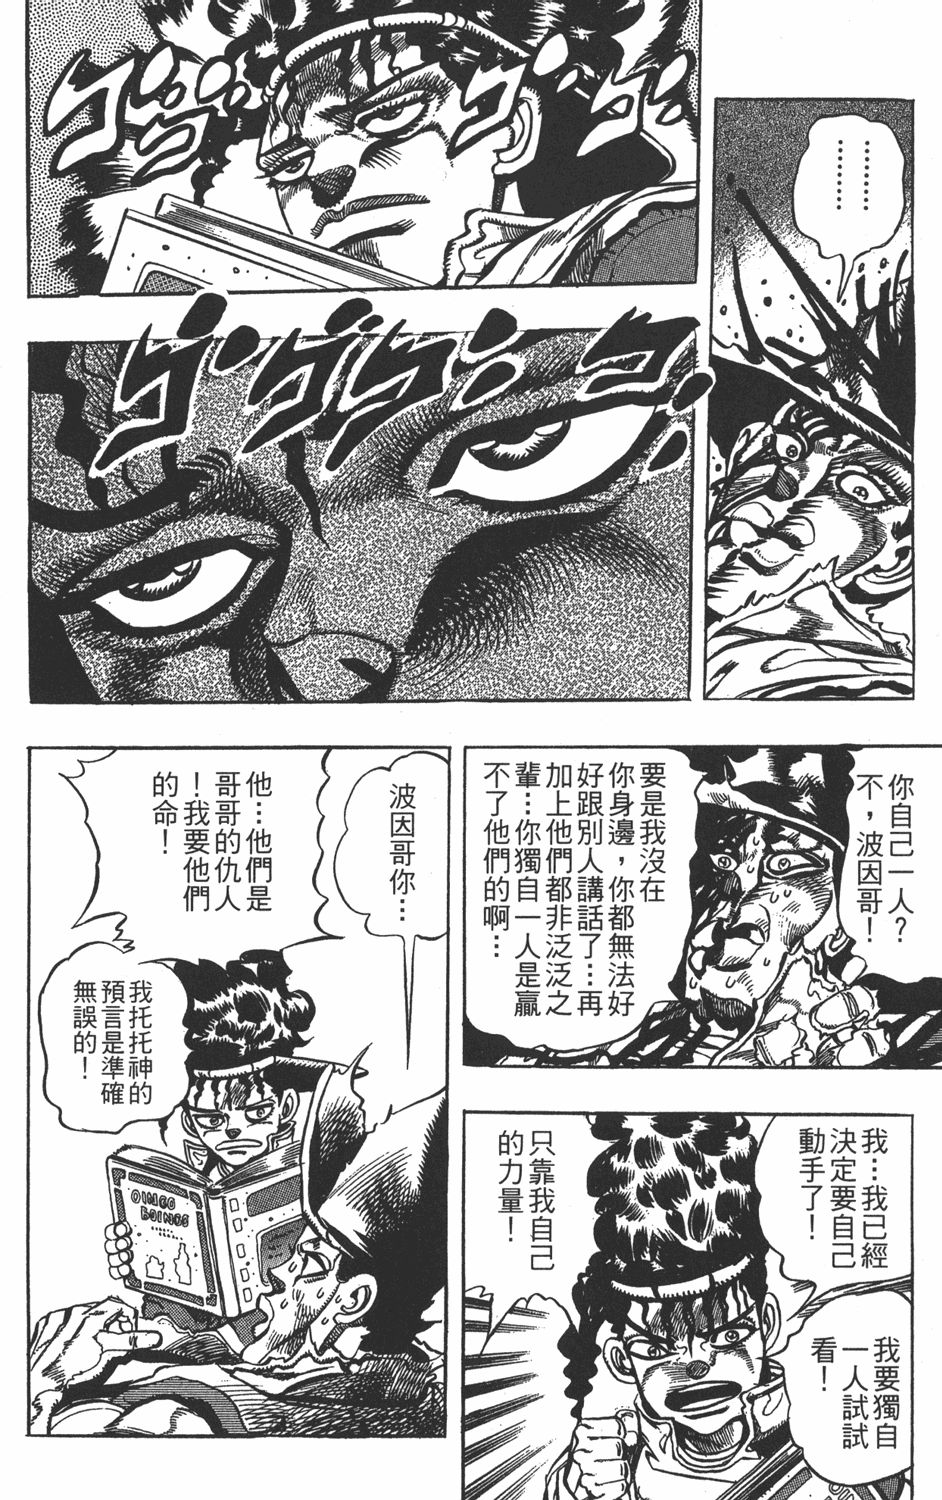 ………
………
ゴゴゴ
ゴゴ
ゴゴゴゴゴゴ
你自己一人？
不，波因哥！
要是我沒在
你身邊，你都無法好
好跟別人講話了…再
加上他們都非泛泛之
輩…你獨自一人是贏
不了他們的啊…
我…我已經
決定要自己
動手了！
我要獨自
一人試試
看！
只靠我自己
的力量！
波因哥你…
他…他們是
哥哥的仇人
！我要他們
的命！
我托托神的
預言是準確
無誤的！
OINGO
BOINGO